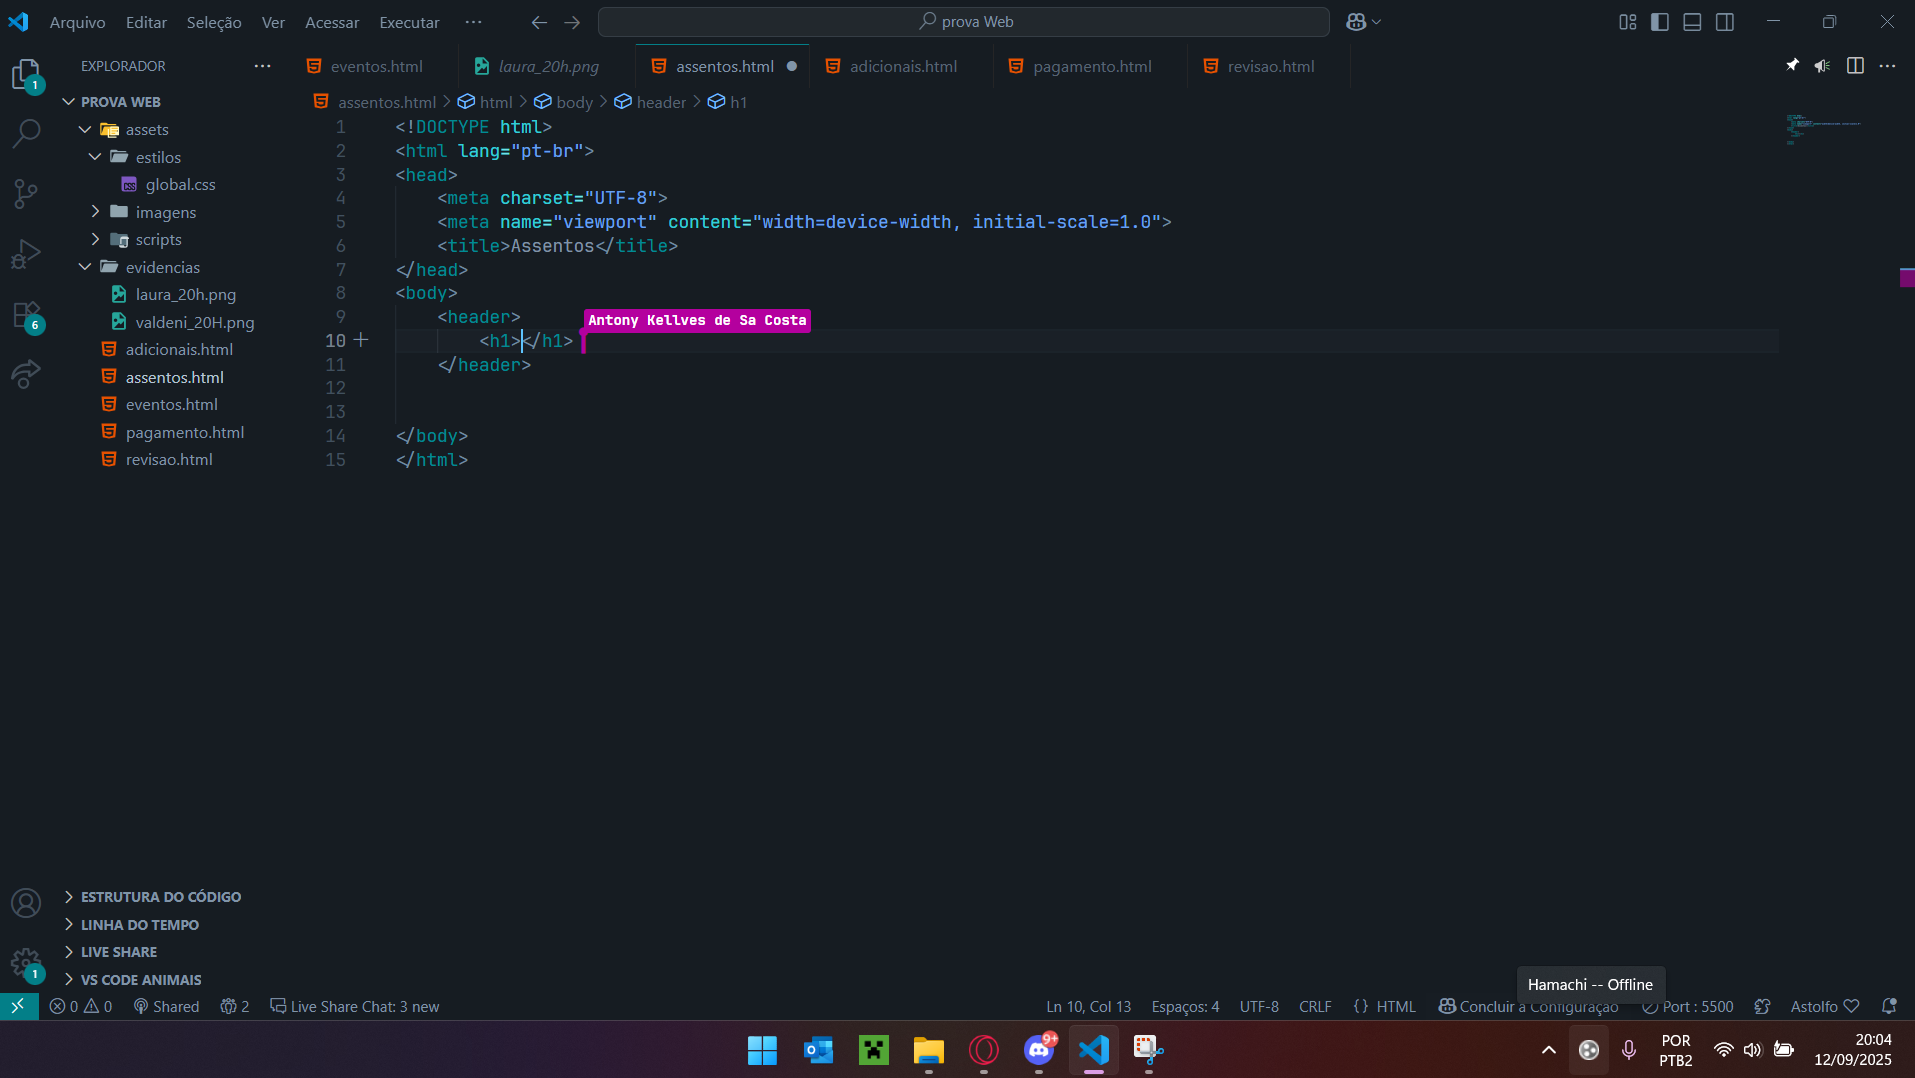 Arquivo Editar Seleção Ver Acessar Executar ··· prova Web
EXPLORADOR ···
eventos.html laura_20h.png assentos.html adicionais.html pagamento.html revisao.html
assentos.html > html > body > header > h1
PROVA WEB
assets
estilos
global.css
imagens
scripts
evidencias
laura_20h.png
valdeni_20H.png
adicionais.html
assentos.html
eventos.html
pagamento.html
revisao.html
1 <!DOCTYPE html>
2 <html lang="pt-br">
3 <head>
4 <meta charset="UTF-8">
5 <meta name="viewport" content="width=device-width, initial-scale=1.0">
6 <title>Assentos</title>
7 </head>
8 <body>
9 <header>
Antony Kellves de Sa Costa
10 <h1></h1>
11 </header>
12
13
14 </body>
15 </html>
1
6
1
ESTRUTURA DO CÓDIGO
LINHA DO TEMPO
LIVE SHARE
VS CODE ANIMAIS
Hamachi -- Offline
0 0 Shared 2 Live Share Chat: 3 new Ln 10, Col 13 Espaços: 4 UTF-8 CRLF {} HTML Concluir a Configuração Port : 5500 Astolfo
9+
POR
PTB2
20:04
12/09/2025